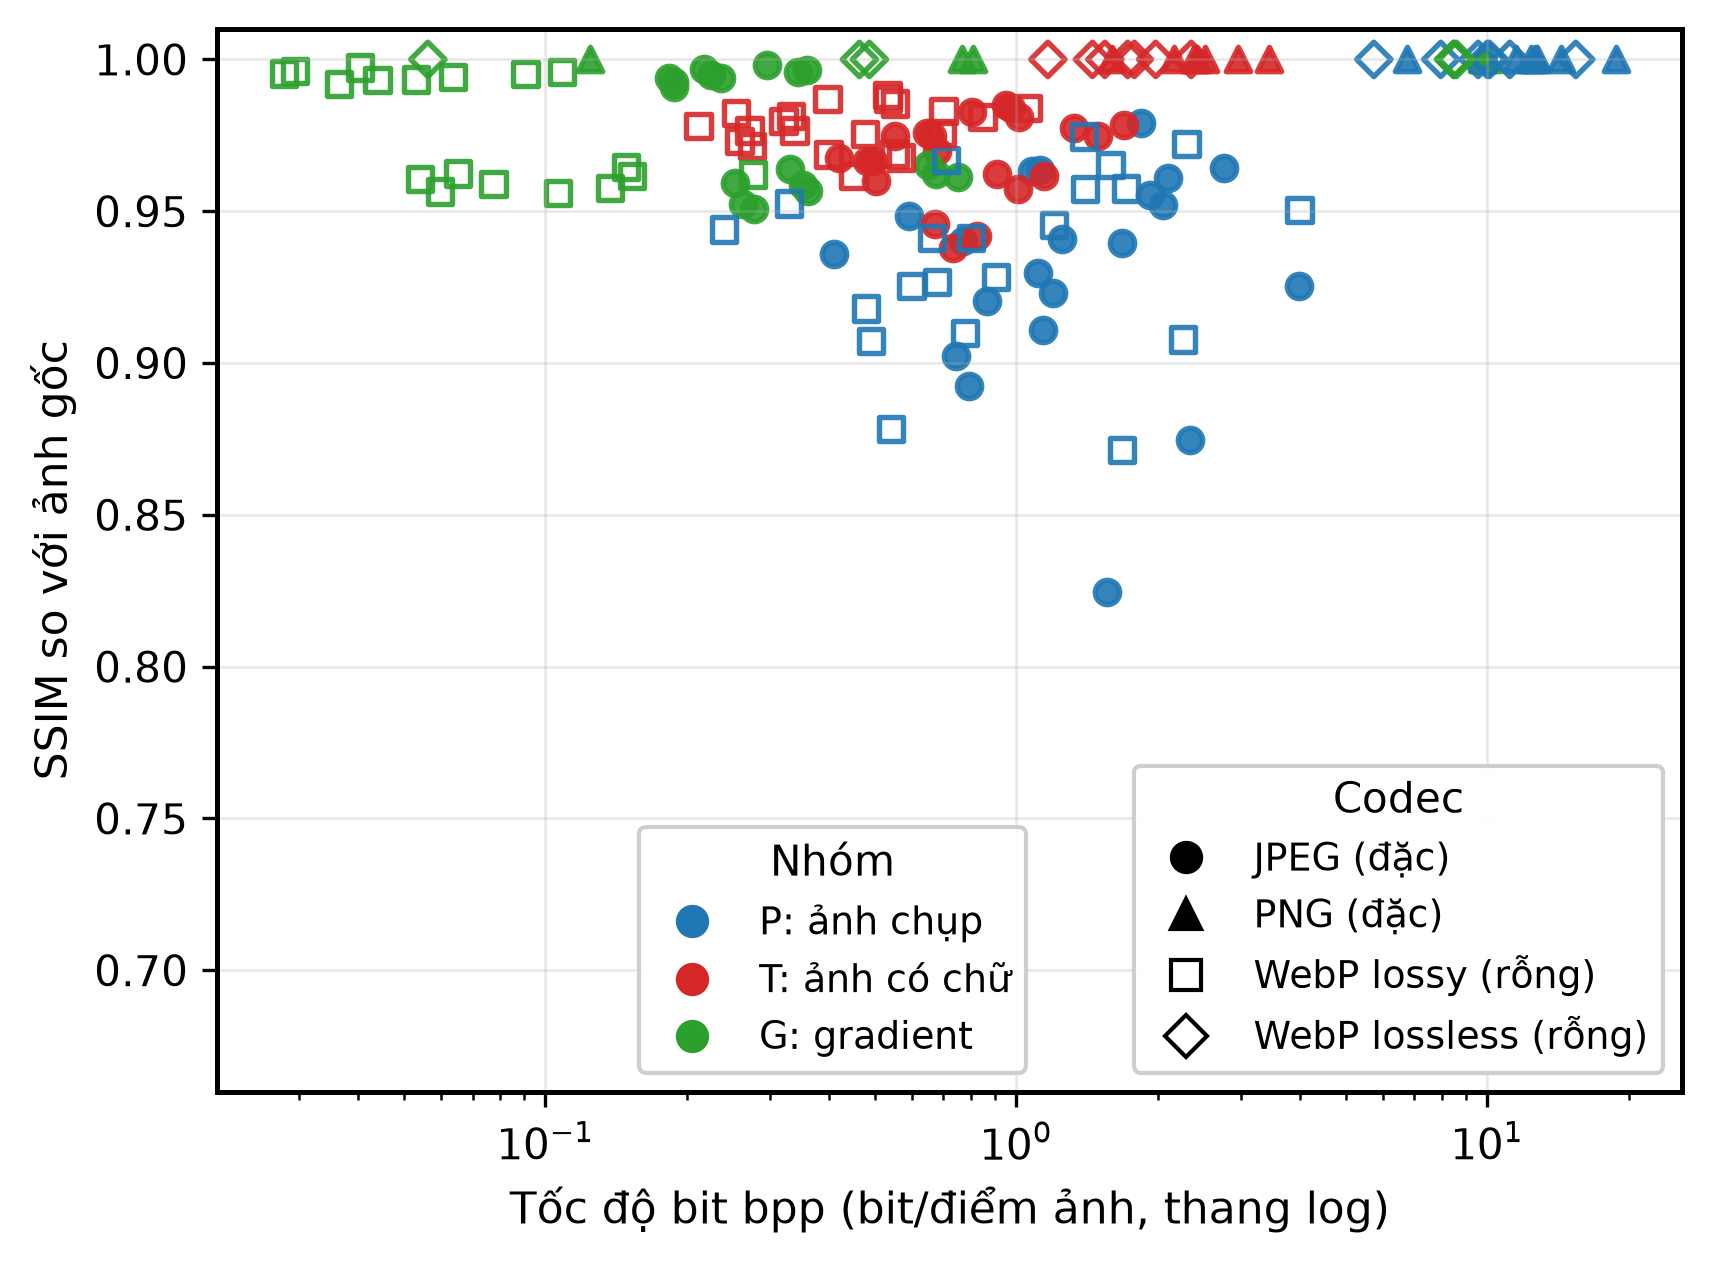 SSIM so với ảnh gốc
1.00
0.95
0.90
0.85
0.80
0.75
0.70
Nhóm
P: ảnh chụp
T: ảnh có chữ
G: gradient
Codec
JPEG (đặc)
PNG (đặc)
WebP lossy (rỗng)
WebP lossless (rỗng)
10⁻¹
10⁰
10¹
Tốc độ bit bpp (bit/điểm ảnh, thang log)